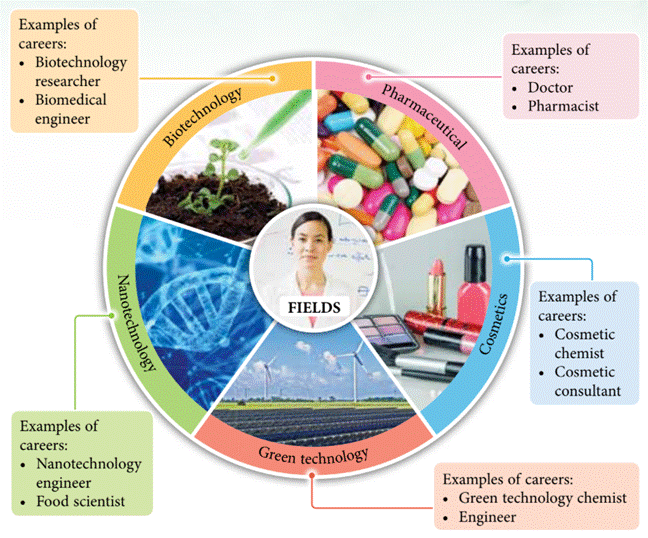 Examples of
careers:
• Biotechnology
researcher
• Biomedical
engineer
Examples of
careers:
• Doctor
• Pharmacist
Biotechnology
Pharmaceutical
Nanotechnology
FIELDS
Cosmetics
Green technology
Examples of
careers:
• Cosmetic
chemist
• Cosmetic
consultant
Examples of
careers:
• Nanotechnology
engineer
• Food scientist
Examples of careers:
• Green technology chemist
• Engineer